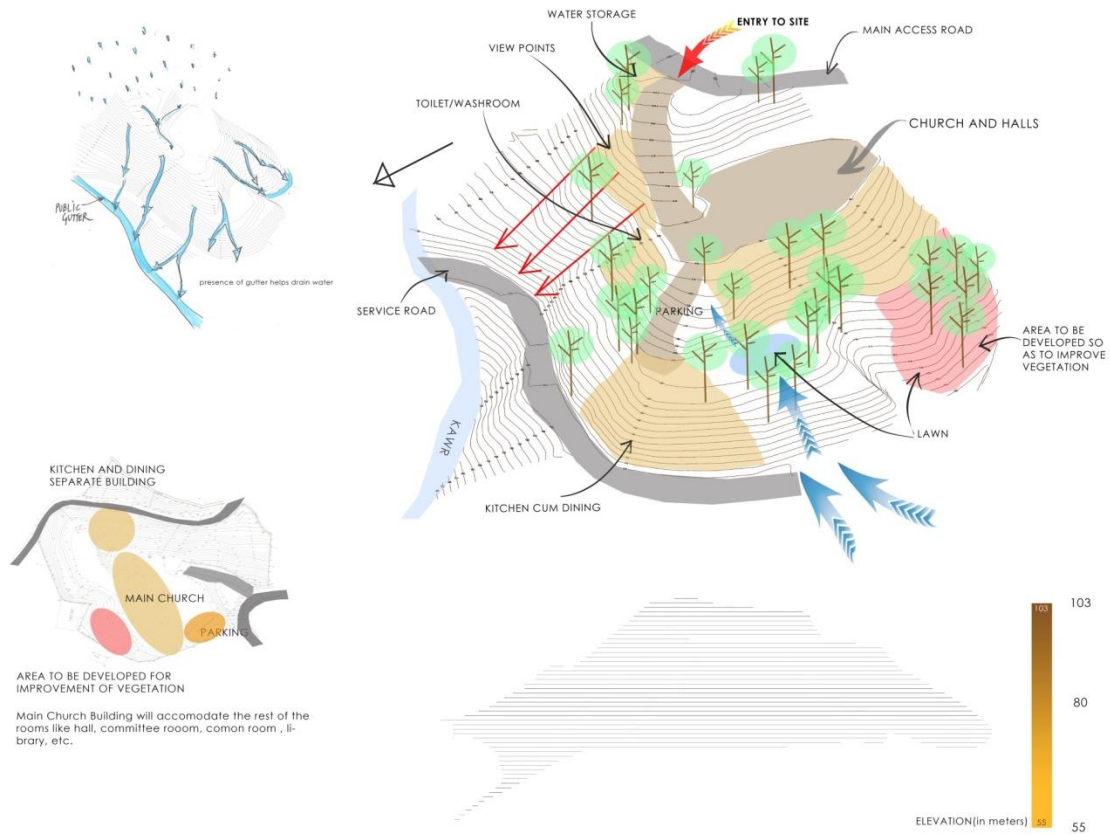 WATER STORAGE
ENTRY TO SITE
MAIN ACCESS ROAD
VIEW POINTS
TOILET/WASHROOM
CHURCH AND HALLS
PUBLIC
GUTTER
presence of gutter helps drain water
SERVICE ROAD
PARKING
AREA TO BE
DEVELOPED SO
AS TO IMPROVE
VEGETATION
LAWN
KAWR
KITCHEN CUM DINING
KITCHEN AND DINING
SEPARATE BUILDING
MAIN CHURCH
PARKING
AREA TO BE DEVELOPED FOR
IMPROVEMENT OF VEGETATION
Main Church Building will accomodate the rest of the
rooms like hall, committee rooom, comon room , li-
brary, etc.
103
103
80
ELEVATION(in meters)
55
55